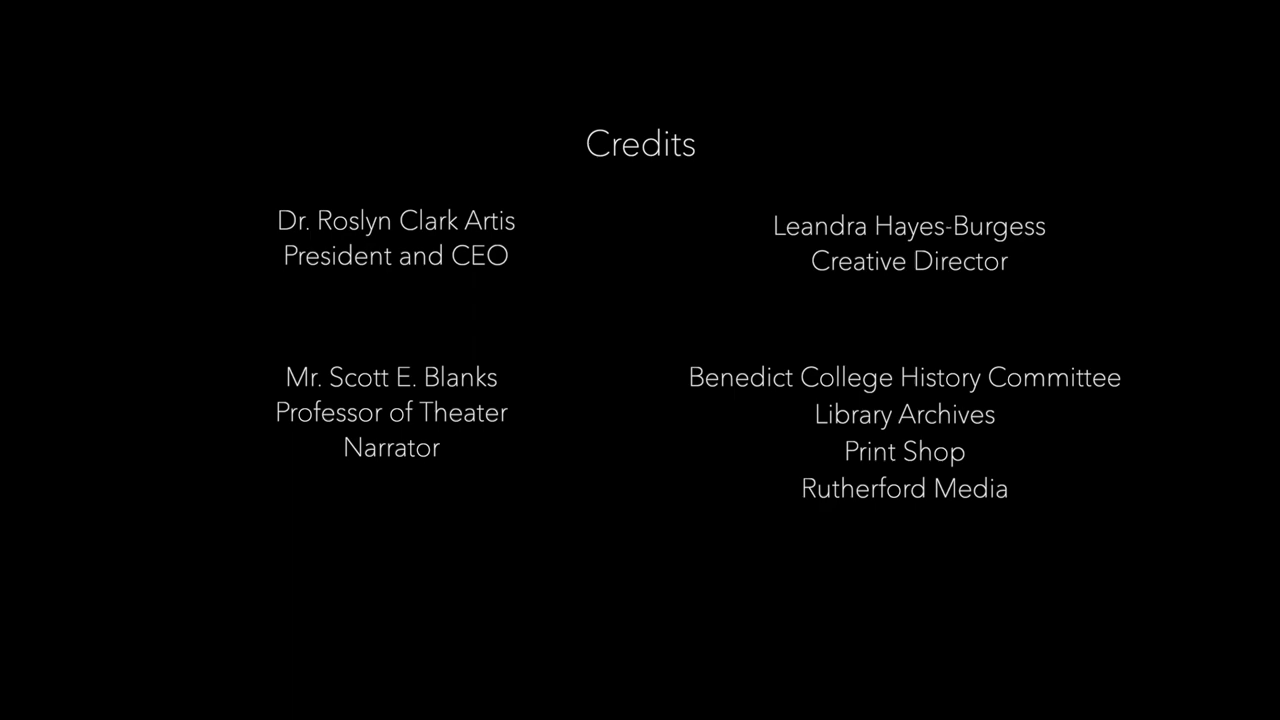 Credits
Dr. Roslyn Clark Artis
President and CEO
Leandra Hayes-Burgess
Creative Director
Mr. Scott E. Blanks
Professor of Theater
Narrator
Benedict College History Committee
Library Archives
Print Shop
Rutherford Media